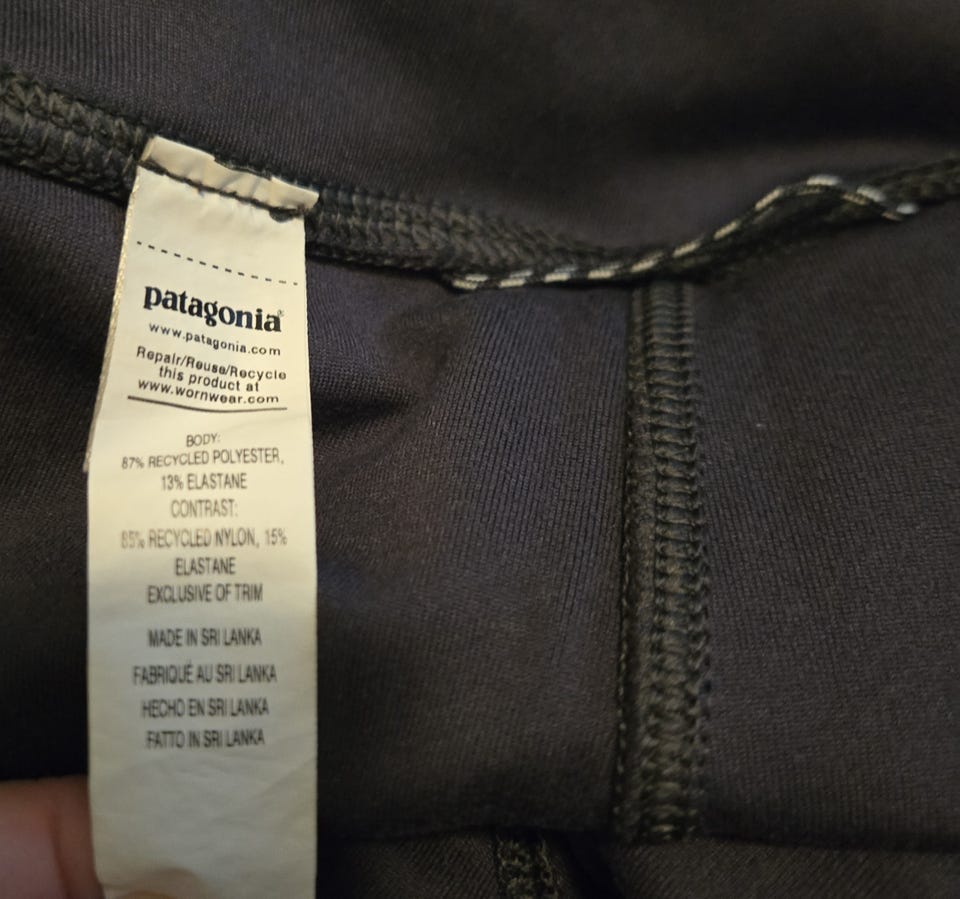 patagonia®
www.patagonia.com
Repair/Reuse/Recycle
this product at
www.wornwear.com
BODY:
87% RECYCLED POLYESTER,
13% ELASTANE
CONTRAST:
85% RECYCLED NYLON, 15%
ELASTANE
EXCLUSIVE OF TRIM
MADE IN SRI LANKA
FABRIQUÉ AU SRI LANKA
HECHO EN SRI LANKA
FATTO IN SRI LANKA